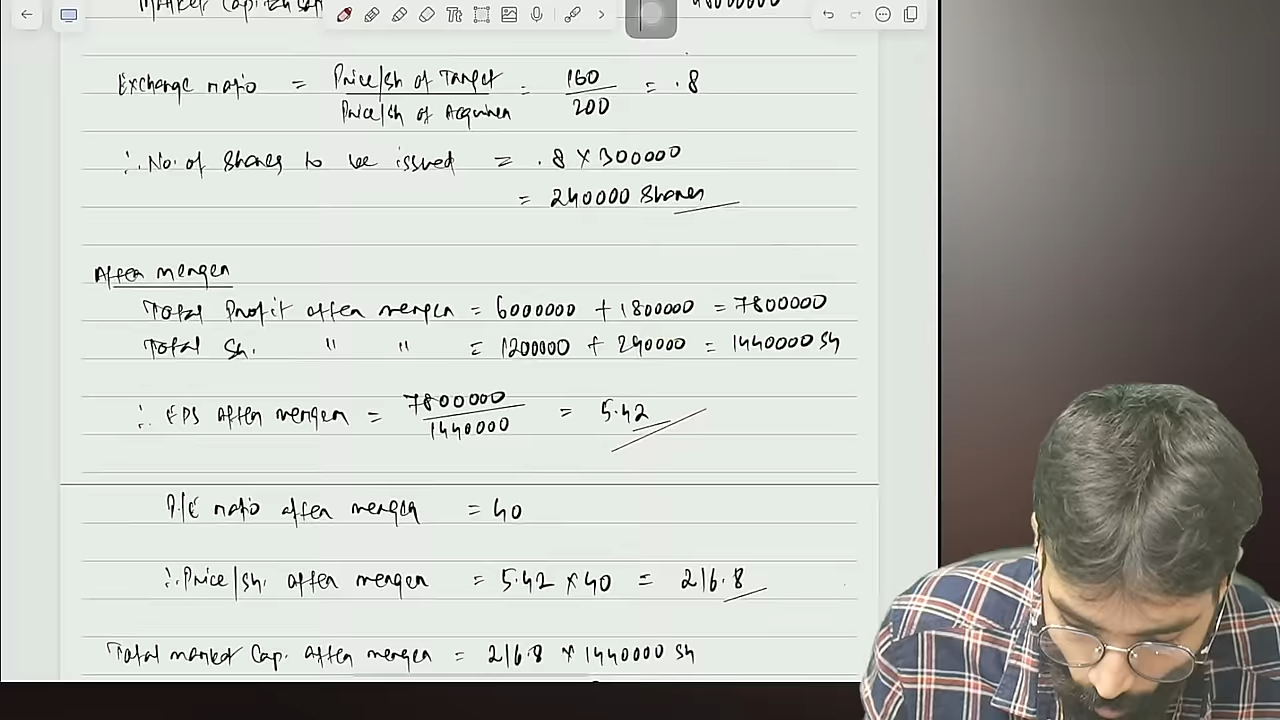 Market Capitalisation 48000000
Exchange ratio = Price/sh of Target / Price/sh of Acquirer = 160 / 200 = .8
∴ No. of Shares to be issued = .8 × 300000
= 240000 Shares
After merger
Total Profit after merger = 6000000 + 1800000 = 7800000
Total Sh. " " = 1200000 + 240000 = 1440000 Sh
∴ EPS after merger = 7800000 / 1440000 = 5.42
P/E ratio after merger = 40
∴ Price/sh. after merger = 5.42 × 40 = 216.8
Total market Cap. after merger = 216.8 × 1440000 Sh